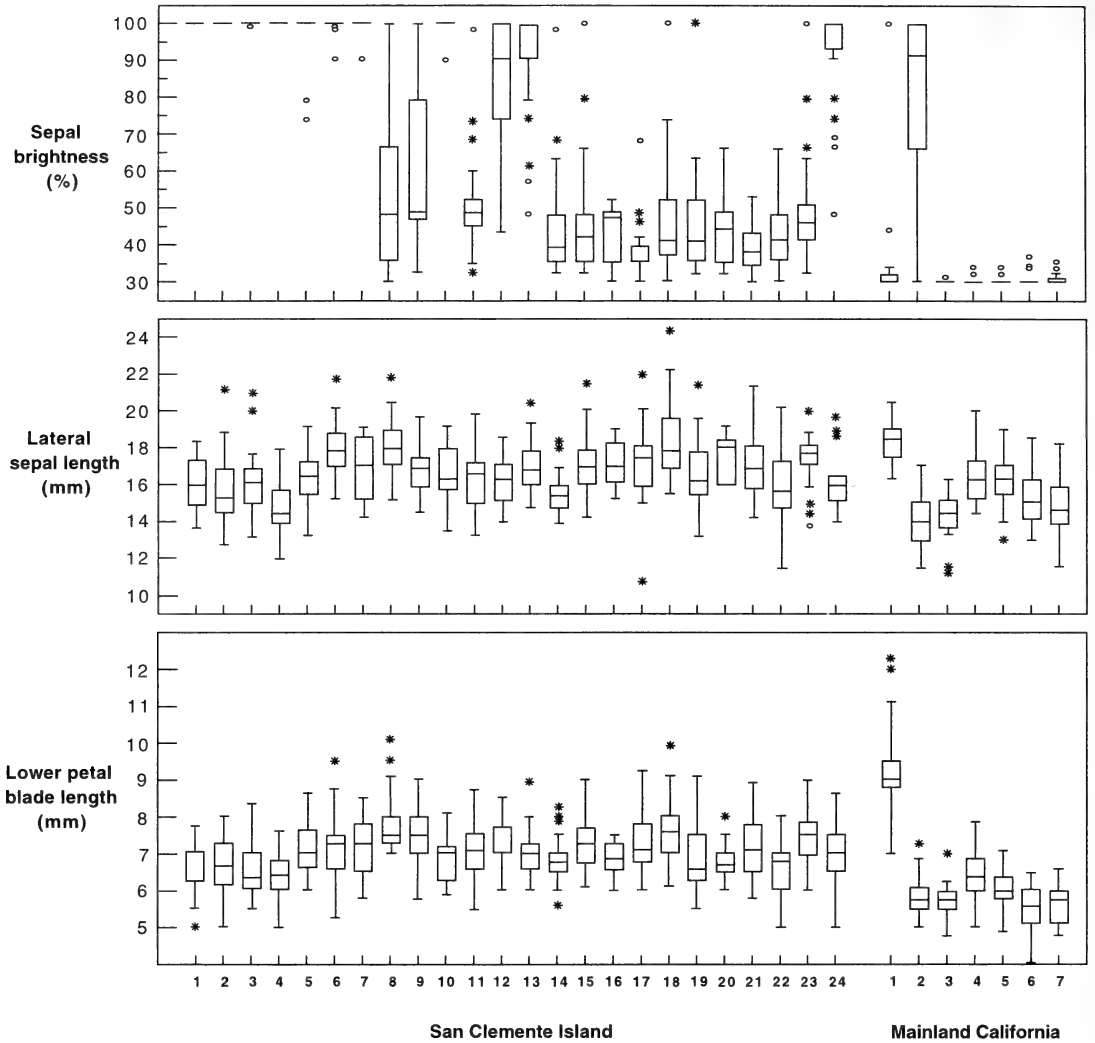 100
90
80
70
60
50
40
30
Sepal
brightness
(%)
24
22
20
18
16
14
12
10
Lateral
sepal length
(mm)
12
11
10
9
8
7
6
5
Lower petal
blade length
(mm)
1 2 3 4 5 6 7 8 9 10 11 12 13 14 15 16 17 18 19 20 21 22 23 24 1 2 3 4 5 6 7
San Clemente Island Mainland California